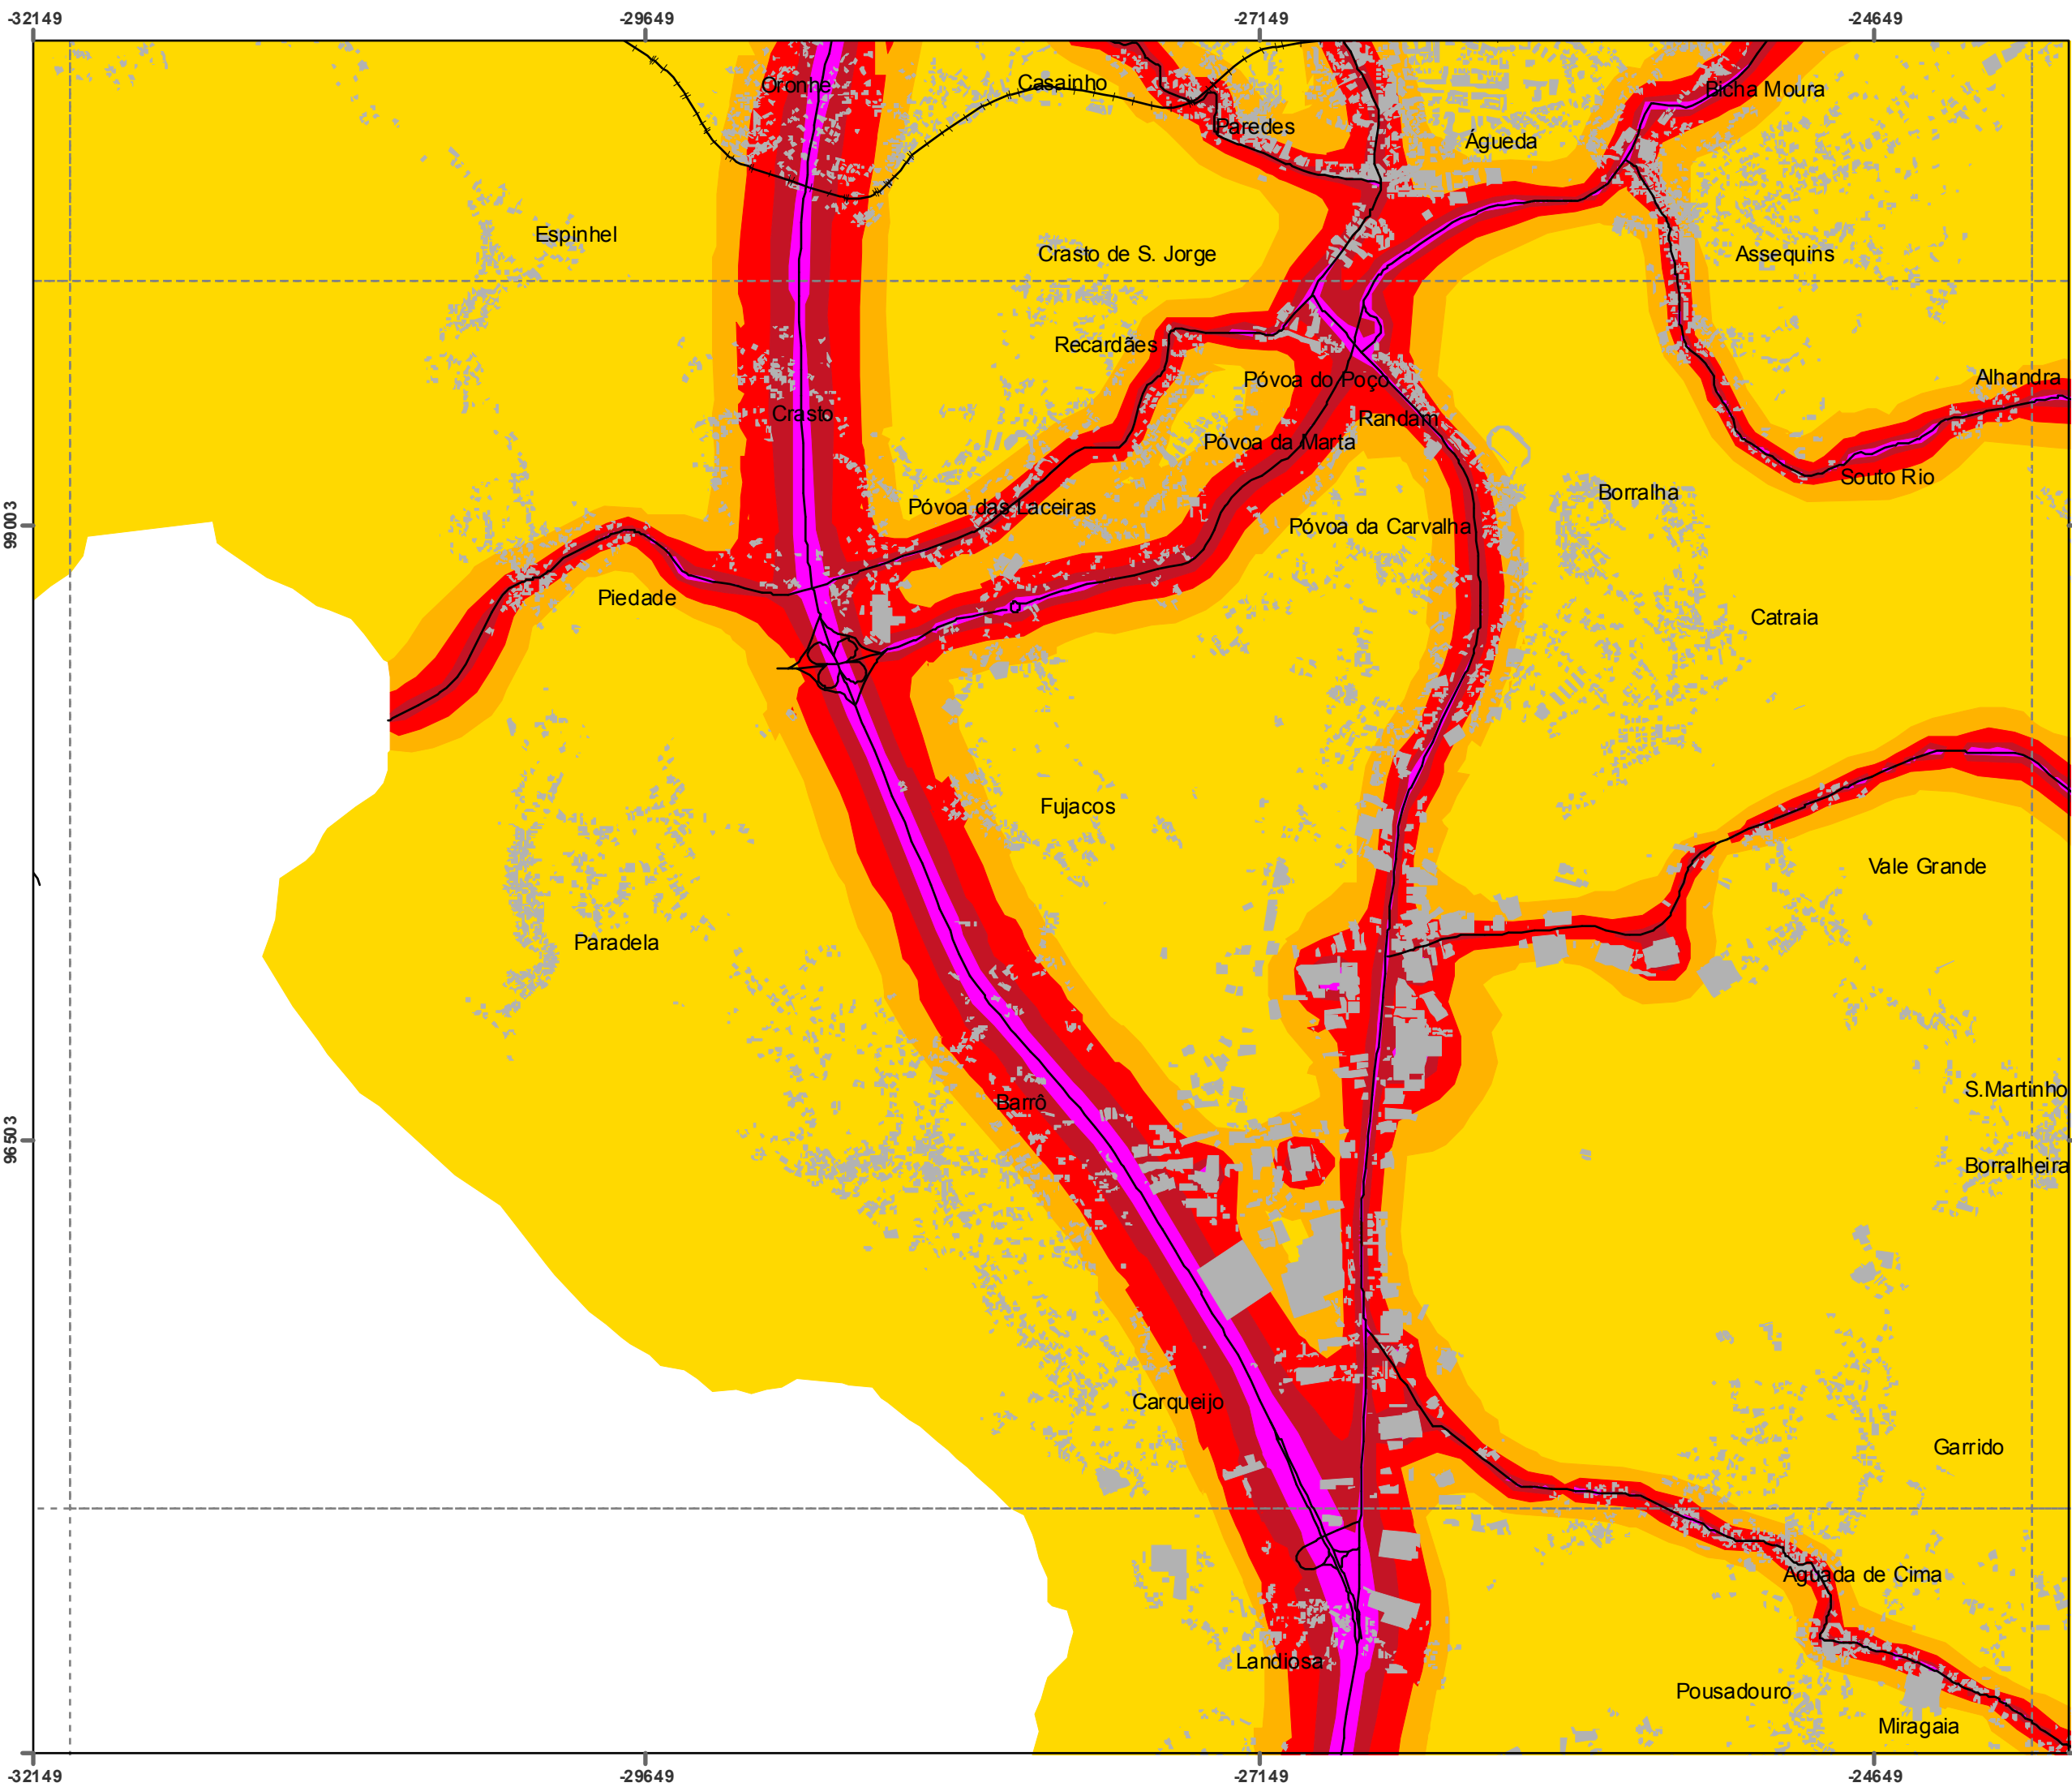 -32149 -29649 -27149 -24649
Oronhe
Casainho
Bicha Moura
Paredes
Águeda
Espinhel
Crasto de S. Jorge
Assequins
Recardães
Póvoa do Poço
Alhandra
Crasto
Randam
Póvoa da Marta
Souto Rio
Borralha
Póvoa das Laceiras
99003
Póvoa da Carvalha
Piedade
Catraia
Fujacos
Vale Grande
Paradela
S.Martinho
Barrô
96503
Borralheira
Carqueijo
Garrido
Aguada de Cima
Landiosa
Pousadouro
Miragaia
-32149 -29649 -27149 -24649